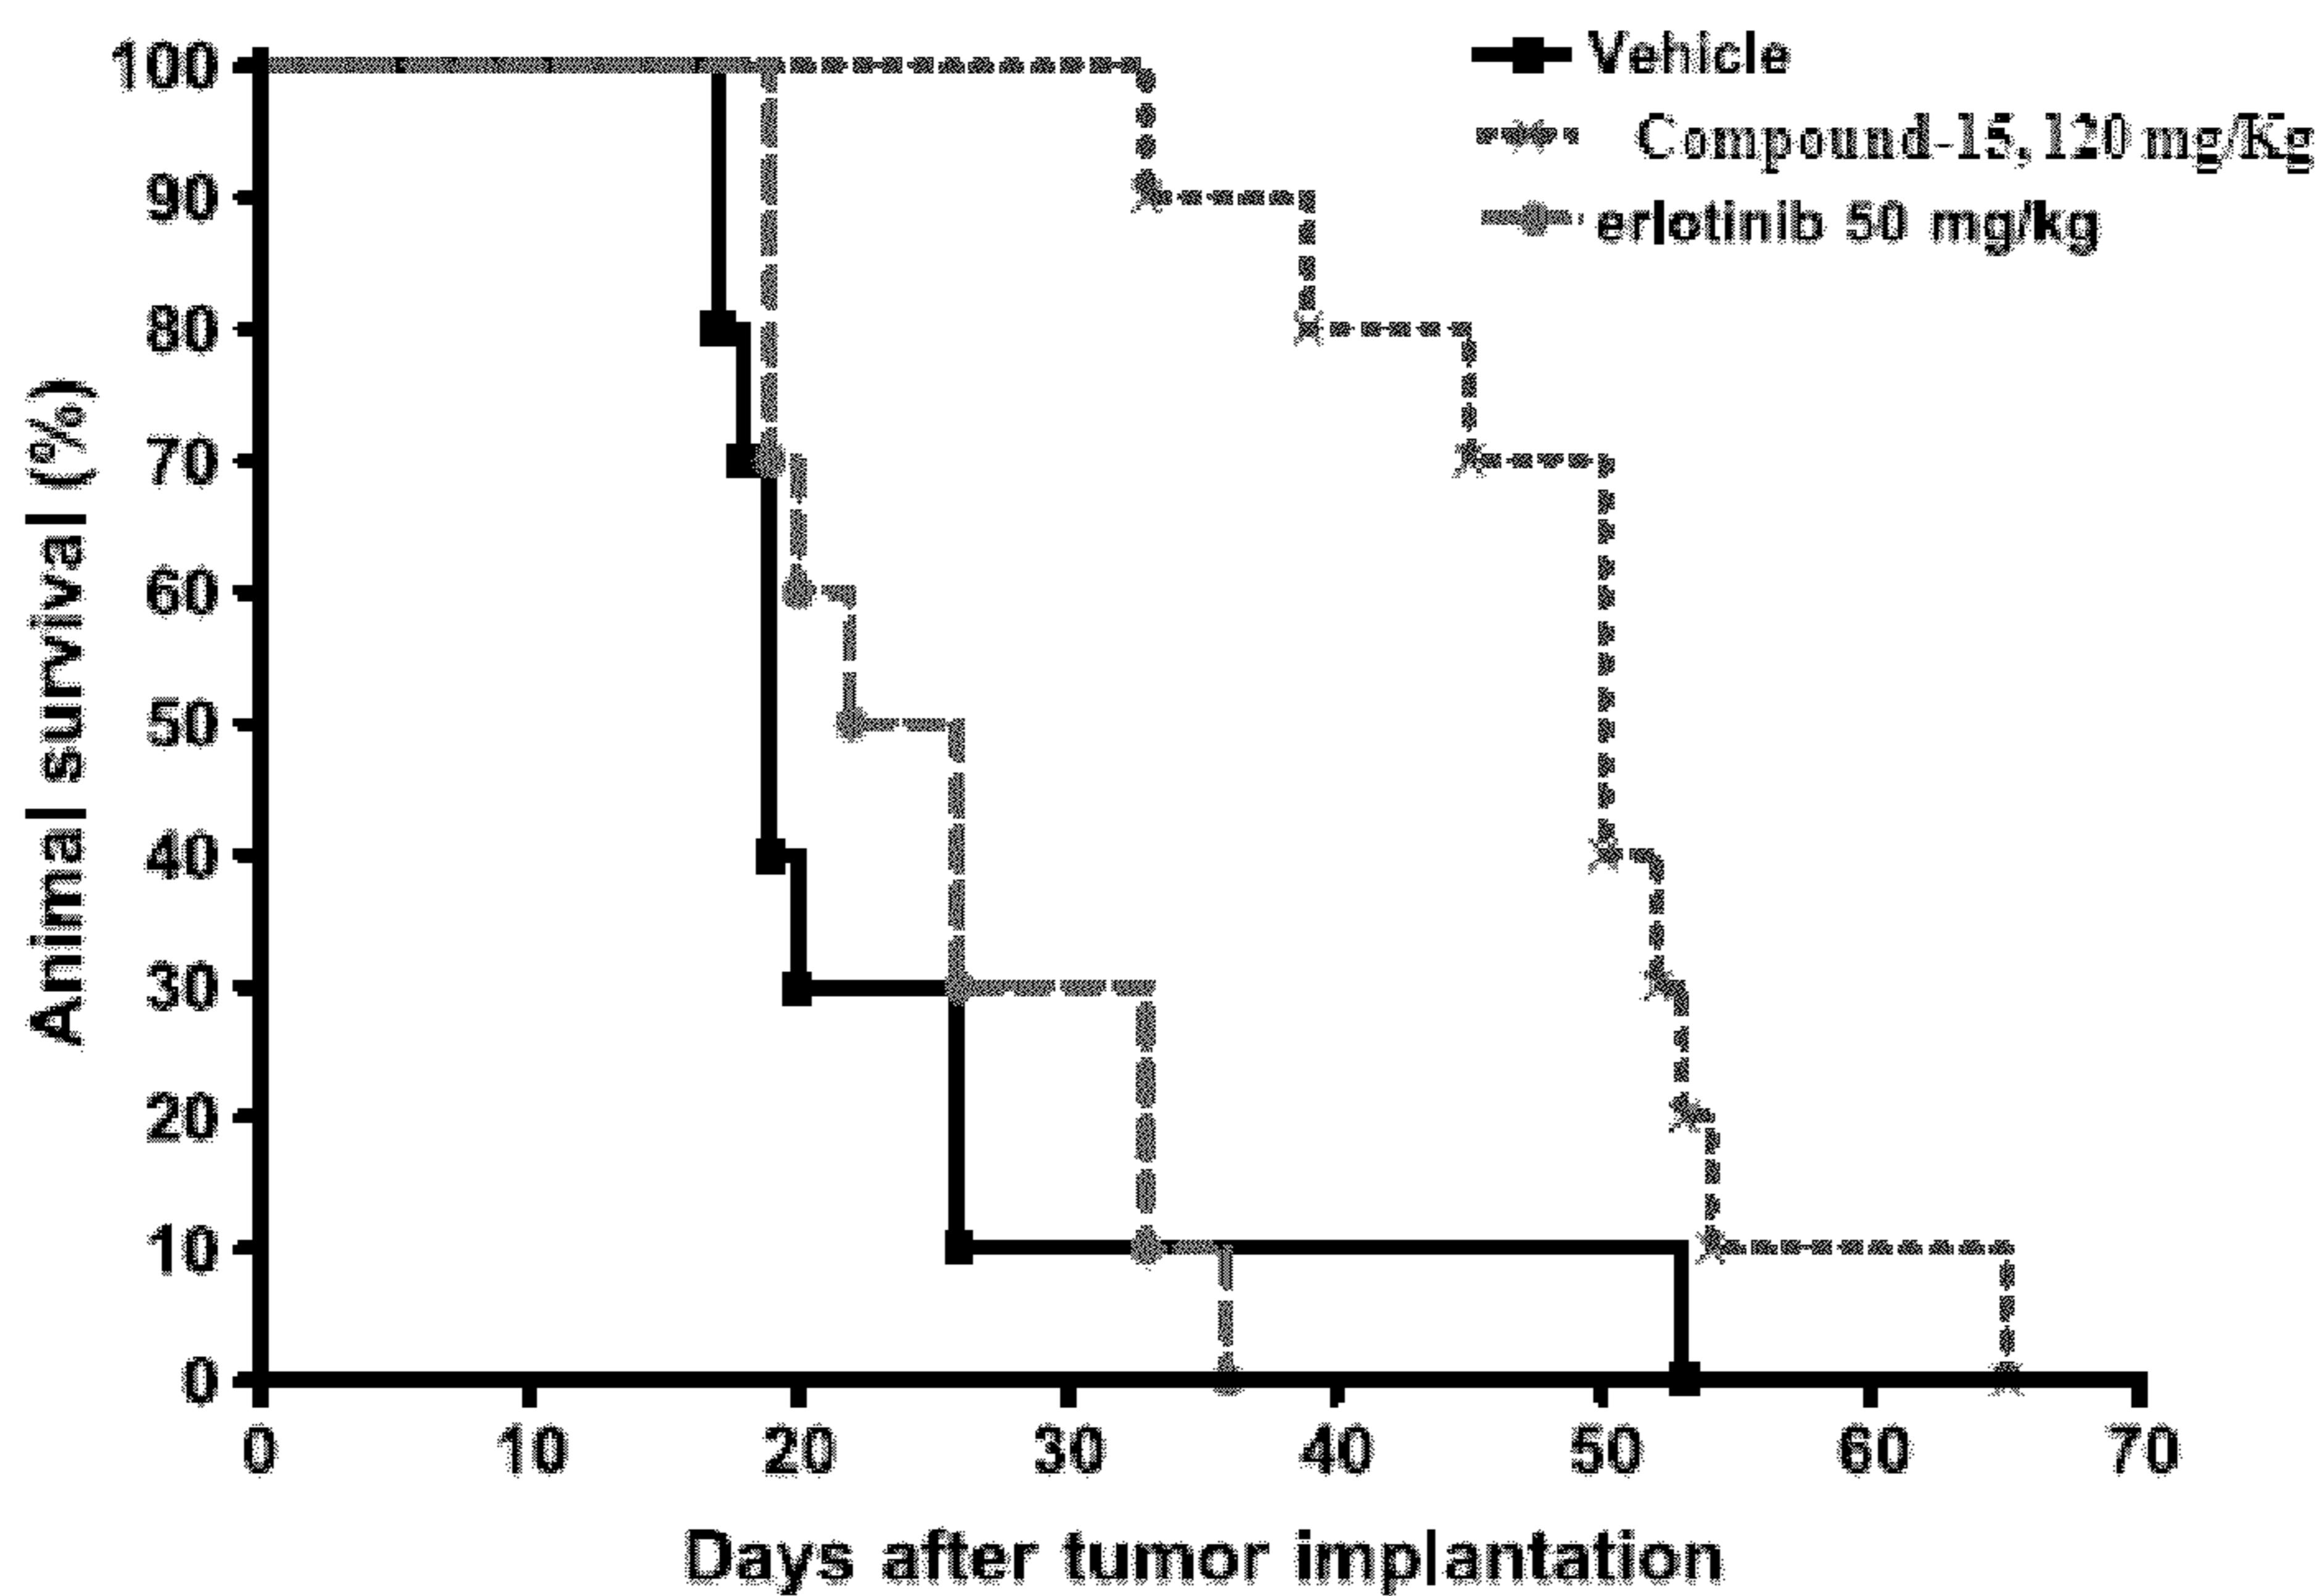 Vehicle
Compound-15, 120 mg/Kg
erlotinib 50 mg/kg
100
90
80
70
60
50
40
30
20
10
0
Animal survival (%)
0 10 20 30 40 50 60 70
Days after tumor implantation